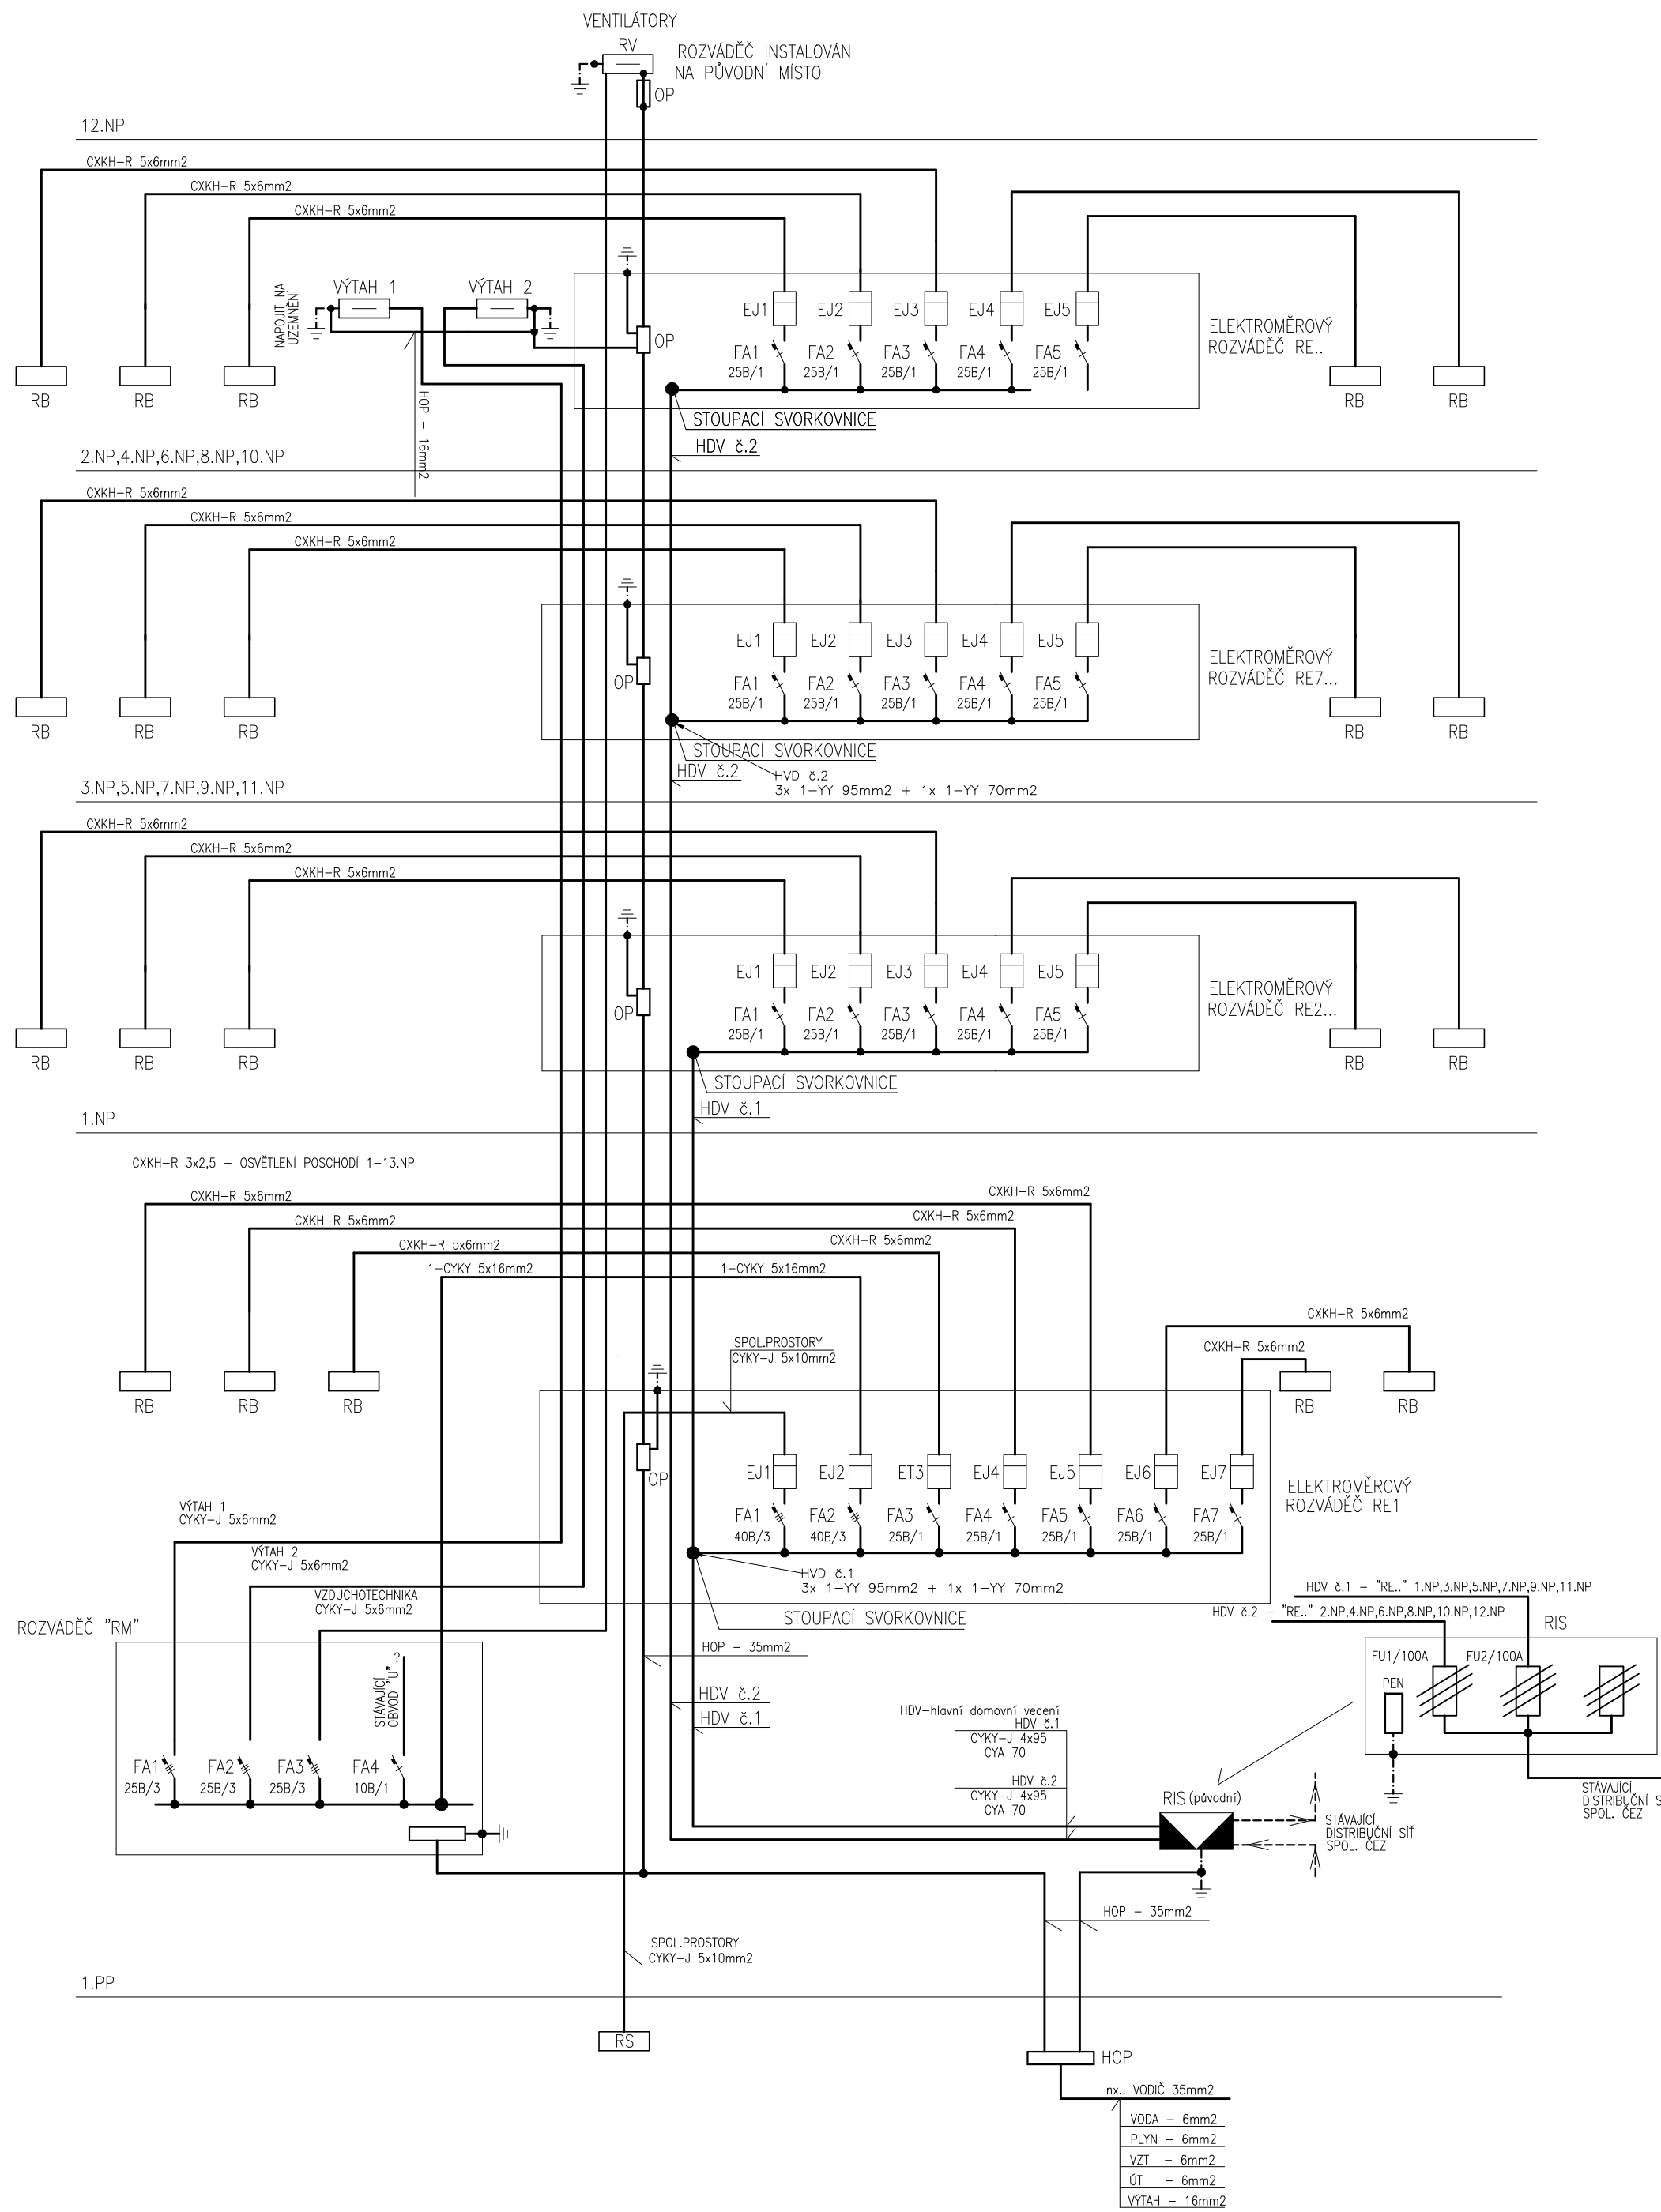 VENTILÁTORY
RV
ROZVÁDĚČ INSTALOVÁN
NA PŮVODNÍ MÍSTO
OP
12.NP
CXKH-R 5x6mm2
CXKH-R 5x6mm2
CXKH-R 5x6mm2
NAPOJIT NA
UZEMNĚNÍ
VÝTAH 1
VÝTAH 2
HOP - 16mm2
OP
EJ1
EJ2
EJ3
EJ4
EJ5
FA1
FA2
FA3
FA4
FA5
25B/1
25B/1
25B/1
25B/1
25B/1
ELEKTROMĚROVÝ
ROZVÁDĚČ RE..
RB
RB
RB
RB
RB
STOUPACÍ SVORKOVNICE
HDV č.2
2.NP,4.NP,6.NP,8.NP,10.NP
CXKH-R 5x6mm2
CXKH-R 5x6mm2
CXKH-R 5x6mm2
OP
EJ1
EJ2
EJ3
EJ4
EJ5
FA1
FA2
FA3
FA4
FA5
25B/1
25B/1
25B/1
25B/1
25B/1
ELEKTROMĚROVÝ
ROZVÁDĚČ RE7...
RB
RB
RB
RB
RB
STOUPACÍ SVORKOVNICE
HDV č.2
HVD č.2
3x 1-YY 95mm2 + 1x 1-YY 70mm2
3.NP,5.NP,7.NP,9.NP,11.NP
CXKH-R 5x6mm2
CXKH-R 5x6mm2
CXKH-R 5x6mm2
OP
EJ1
EJ2
EJ3
EJ4
EJ5
FA1
FA2
FA3
FA4
FA5
25B/1
25B/1
25B/1
25B/1
25B/1
ELEKTROMĚROVÝ
ROZVÁDĚČ RE2...
RB
RB
RB
RB
RB
STOUPACÍ SVORKOVNICE
HDV č.1
1.NP
CXKH-R 3x2,5 - OSVĚTLENÍ POSCHODÍ 1-13.NP
CXKH-R 5x6mm2
CXKH-R 5x6mm2
CXKH-R 5x6mm2
CXKH-R 5x6mm2
CXKH-R 5x6mm2
CXKH-R 5x6mm2
1-CYKY 5x16mm2
1-CYKY 5x16mm2
CXKH-R 5x6mm2
CXKH-R 5x6mm2
SPOL.PROSTORY
CYKY-J 5x10mm2
RB
RB
RB
RB
RB
OP
EJ1
EJ2
ET3
EJ4
EJ5
EJ6
EJ7
FA1
FA2
FA3
FA4
FA5
FA6
FA7
40B/3
40B/3
25B/1
25B/1
25B/1
25B/1
25B/1
ELEKTROMĚROVÝ
ROZVÁDĚČ RE1
HVD č.1
3x 1-YY 95mm2 + 1x 1-YY 70mm2
STOUPACÍ SVORKOVNICE
VÝTAH 1
CYKY-J 5x6mm2
VÝTAH 2
CYKY-J 5x6mm2
VZDUCHOTECHNIKA
CYKY-J 5x6mm2
ROZVÁDĚČ "RM"
STÁVAJÍCÍ
OBVOD "U" ?
FA1
FA2
FA3
FA4
25B/3
25B/3
25B/3
10B/1
HOP - 35mm2
HDV č.2
HDV č.1
HDV č.1 - "RE.." 1.NP,3.NP,5.NP,7.NP,9.NP,11.NP
HDV č.2 - "RE.." 2.NP,4.NP,6.NP,8.NP,10.NP,12.NP
RIS
FU1/100A
FU2/100A
PEN
STÁVAJÍCÍ
DISTRIBUČNÍ S
SPOL. ČEZ
HDV-hlavní domovní vedení
HDV č.1
CYKY-J 4x95
CYA 70
HDV č.2
CYKY-J 4x95
CYA 70
RIS (původní)
STÁVAJÍCÍ
DISTRIBUČNÍ SÍŤ
SPOL. ČEZ
HOP - 35mm2
SPOL.PROSTORY
CYKY-J 5x10mm2
1.PP
RS
HOP
nx.. VODIČ 35mm2
VODA - 6mm2
PLYN - 6mm2
VZT - 6mm2
ÚT - 6mm2
VÝTAH - 16mm2